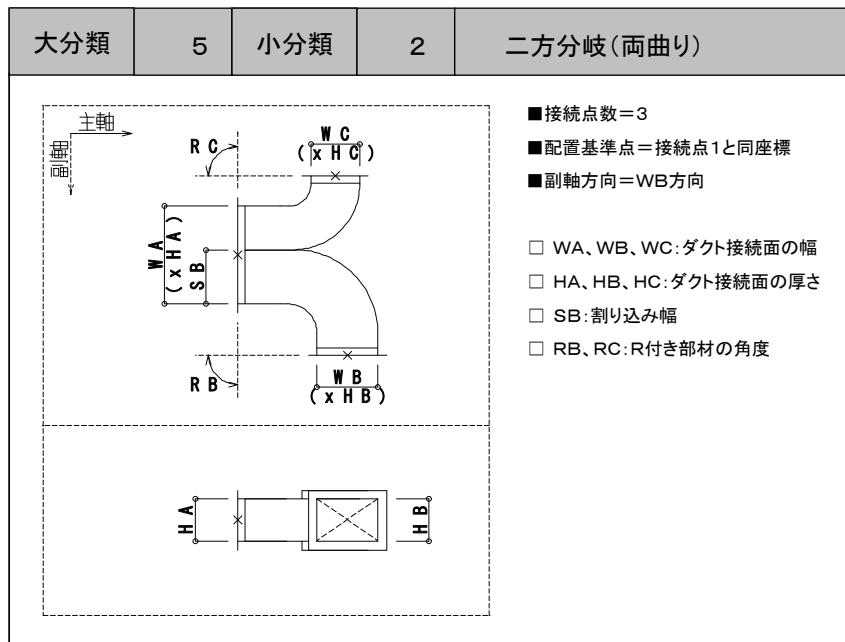 大分類 5 小分類 2 二方分岐(両曲り)
主軸
副軸
RC
WC
(xHC)
WA
(xHA)
SB
RB
WB
(xHB)
HA
HB
■接続点数=3
■配置基準点=接続点1と同座標
■副軸方向=WB方向
□ WA、WB、WC:ダクト接続面の幅
□ HA、HB、HC:ダクト接続面の厚さ
□ SB:割り込み幅
□ RB、RC:R付き部材の角度